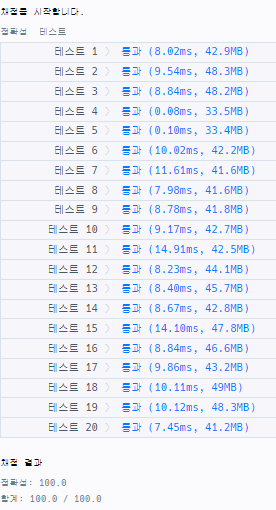 채점을 시작합니다.
정확성 테스트
테스트 1 〉 통과 (8.02ms, 42.9MB)
테스트 2 〉 통과 (9.54ms, 48.3MB)
테스트 3 〉 통과 (8.84ms, 48.2MB)
테스트 4 〉 통과 (0.08ms, 33.5MB)
테스트 5 〉 통과 (0.10ms, 33.4MB)
테스트 6 〉 통과 (10.02ms, 42.2MB)
테스트 7 〉 통과 (11.61ms, 41.6MB)
테스트 8 〉 통과 (7.98ms, 41.6MB)
테스트 9 〉 통과 (8.78ms, 41.8MB)
테스트 10 〉 통과 (9.17ms, 42.7MB)
테스트 11 〉 통과 (14.91ms, 42.5MB)
테스트 12 〉 통과 (8.23ms, 44.1MB)
테스트 13 〉 통과 (8.40ms, 45.7MB)
테스트 14 〉 통과 (8.67ms, 42.8MB)
테스트 15 〉 통과 (14.10ms, 47.8MB)
테스트 16 〉 통과 (8.84ms, 46.6MB)
테스트 17 〉 통과 (9.86ms, 43.2MB)
테스트 18 〉 통과 (10.11ms, 49MB)
테스트 19 〉 통과 (10.12ms, 48.3MB)
테스트 20 〉 통과 (7.45ms, 41.2MB)
채점 결과
정확성: 100.0
합계: 100.0 / 100.0